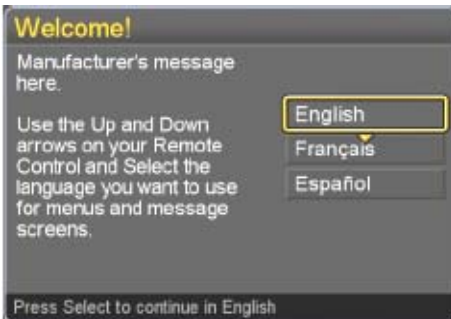 Welcome!
Manufacturer's message
here.
Use the Up and Down
arrows on your Remote
Control and Select the
language you want to use
for menus and message
screens.
English
Français
Español
Press Select to continue in English